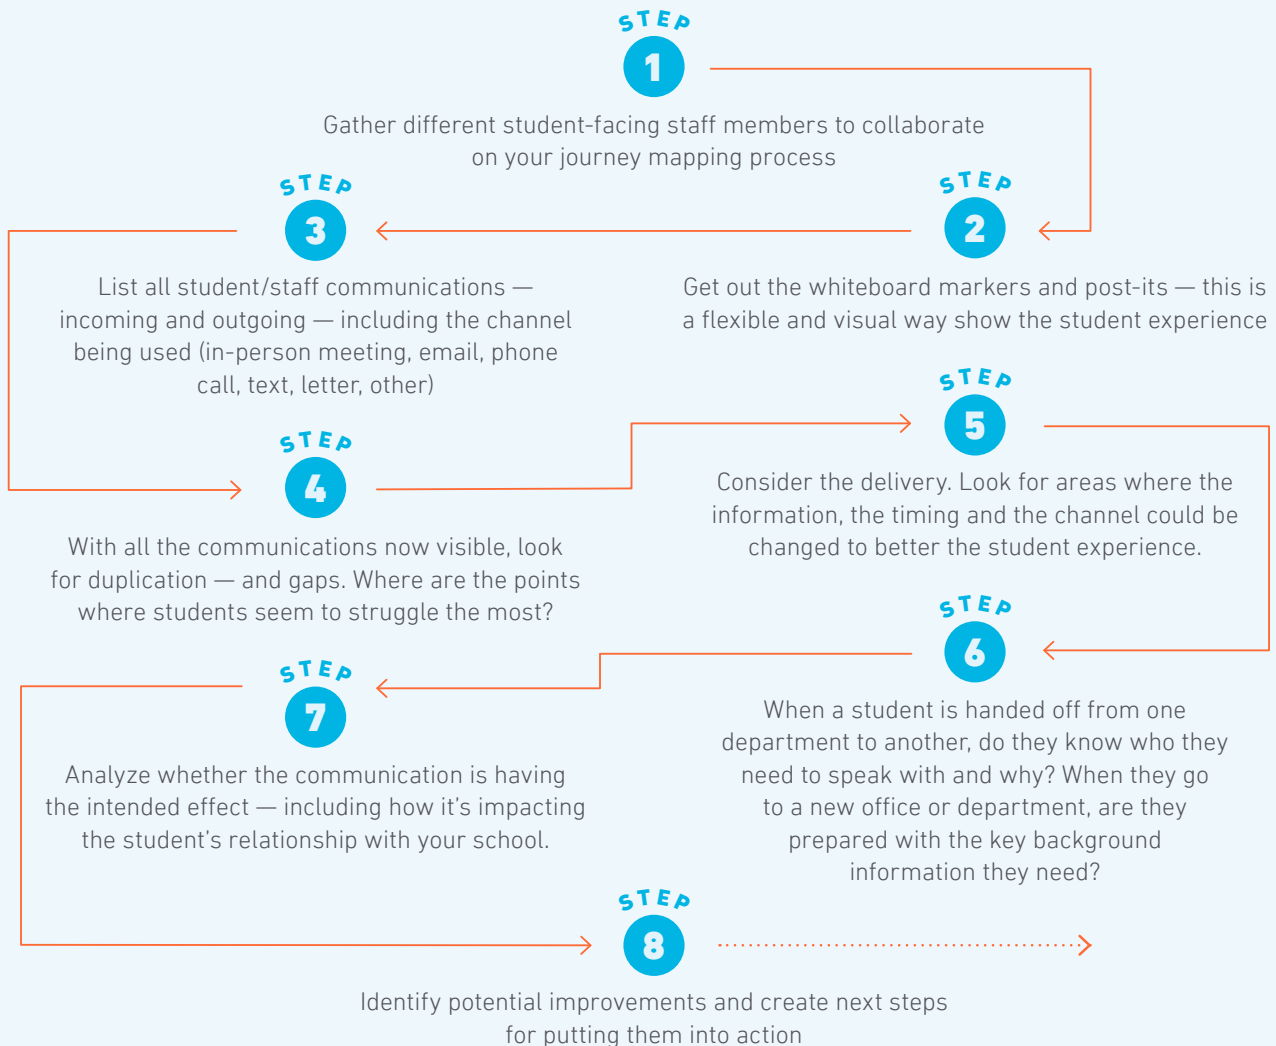 STEP
1
Gather different student-facing staff members to collaborate
on your journey mapping process
STEP
2
Get out the whiteboard markers and post-its — this is
a flexible and visual way show the student experience
STEP
3
List all student/staff communications —
incoming and outgoing — including the channel
being used (in-person meeting, email, phone
call, text, letter, other)
STEP
4
With all the communications now visible, look
for duplication — and gaps. Where are the points
where students seem to struggle the most?
STEP
5
Consider the delivery. Look for areas where the
information, the timing and the channel could be
changed to better the student experience.
STEP
6
When a student is handed off from one
department to another, do they know who they
need to speak with and why? When they go
to a new office or department, are they
prepared with the key background
information they need?
STEP
7
Analyze whether the communication is having
the intended effect — including how it's impacting
the student's relationship with your school.
STEP
8
Identify potential improvements and create next steps
for putting them into action